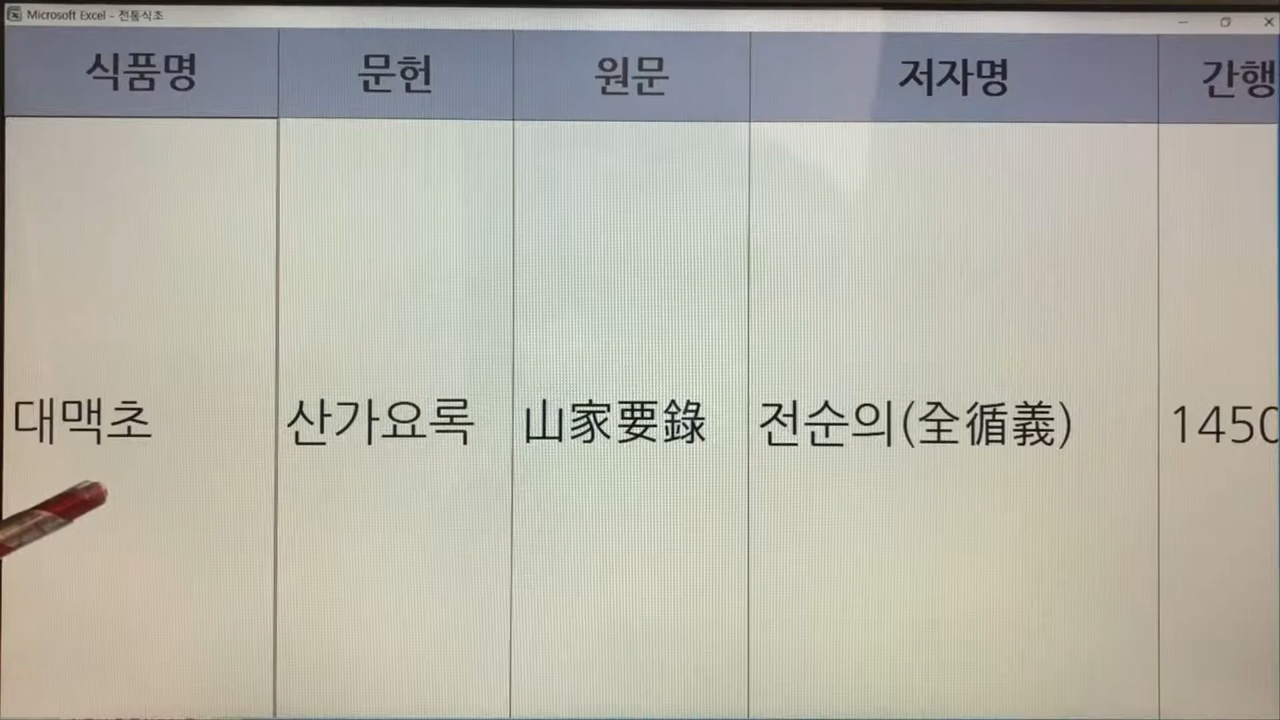 Microsoft Excel - 전통식초
식품명 문헌 원문 저자명 간행
대맥초 산가요록 山家要錄 전순의(全循義) 1450